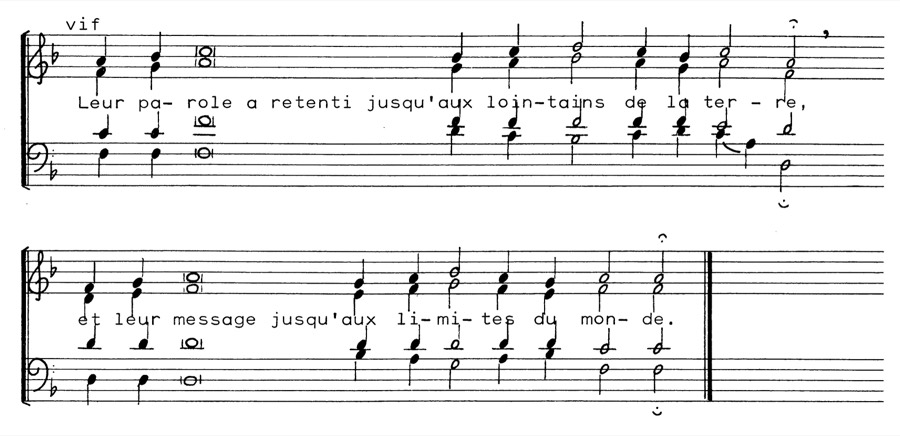 vif
Leur pa- role a retenti jusqu'aux loin-tains de la ter - re,
et leur message jusqu'aux li-mi-tes du mon-de.